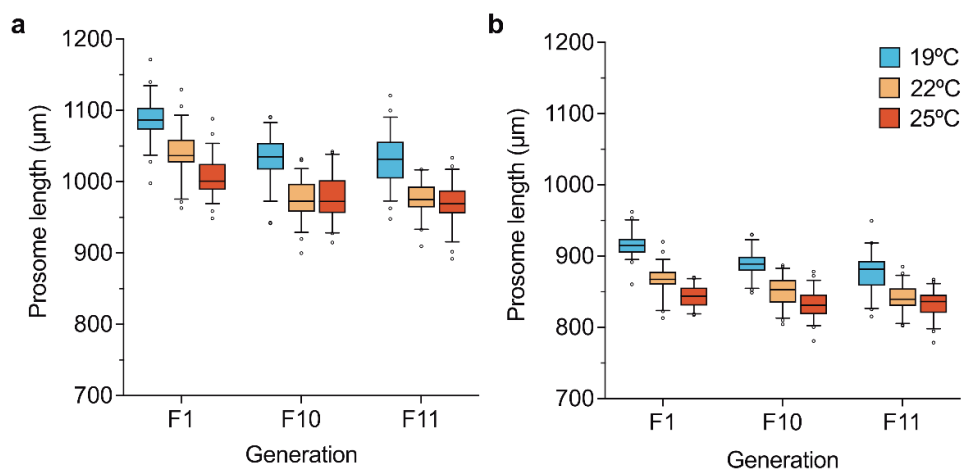 a
1200
1100
1000
900
800
700
Prosome length (µm)
F1 F10 F11
Generation
b
1200
1100
1000
900
800
700
Prosome length (µm)
F1 F10 F11
Generation
19ºC
22ºC
25ºC